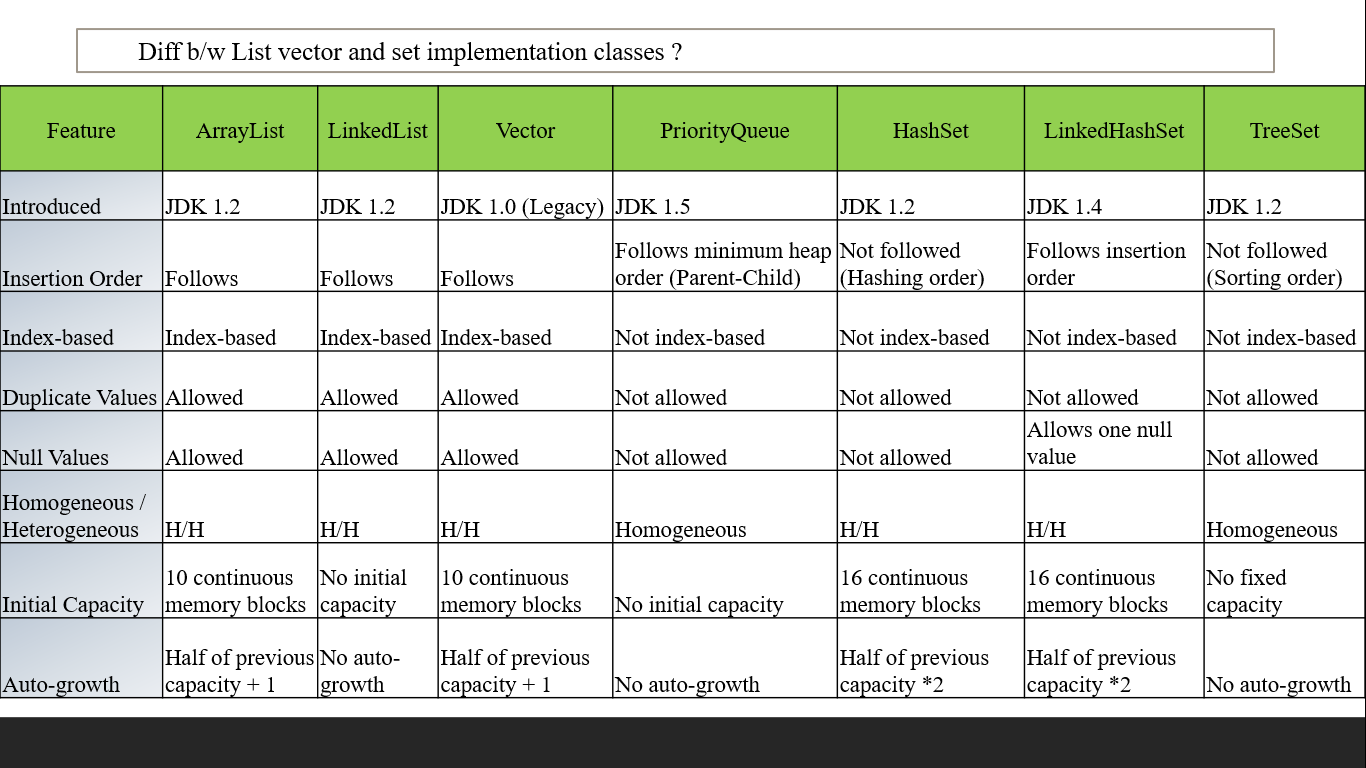 Diff b/w List vector and set implementation classes ?
Feature ArrayList LinkedList Vector PriorityQueue HashSet LinkedHashSet TreeSet
Introduced JDK 1.2 JDK 1.2 JDK 1.0 (Legacy) JDK 1.5 JDK 1.2 JDK 1.4 JDK 1.2
Follows minimum heap Not followed Follows insertion Not followed
Insertion Order Follows Follows Follows order (Parent-Child) (Hashing order) order (Sorting order)
Index-based Index-based Index-based Index-based Not index-based Not index-based Not index-based Not index-based
Duplicate Values Allowed Allowed Allowed Not allowed Not allowed Not allowed Not allowed
Allows one null
Null Values Allowed Allowed Allowed Not allowed Not allowed value Not allowed
Homogeneous /
Heterogeneous H/H H/H H/H Homogeneous H/H H/H Homogeneous
10 continuous No initial 10 continuous 16 continuous 16 continuous No fixed
Initial Capacity memory blocks capacity memory blocks No initial capacity memory blocks memory blocks capacity
Half of previous No auto- Half of previous Half of previous Half of previous
Auto-growth capacity + 1 growth capacity + 1 No auto-growth capacity *2 capacity *2 No auto-growth